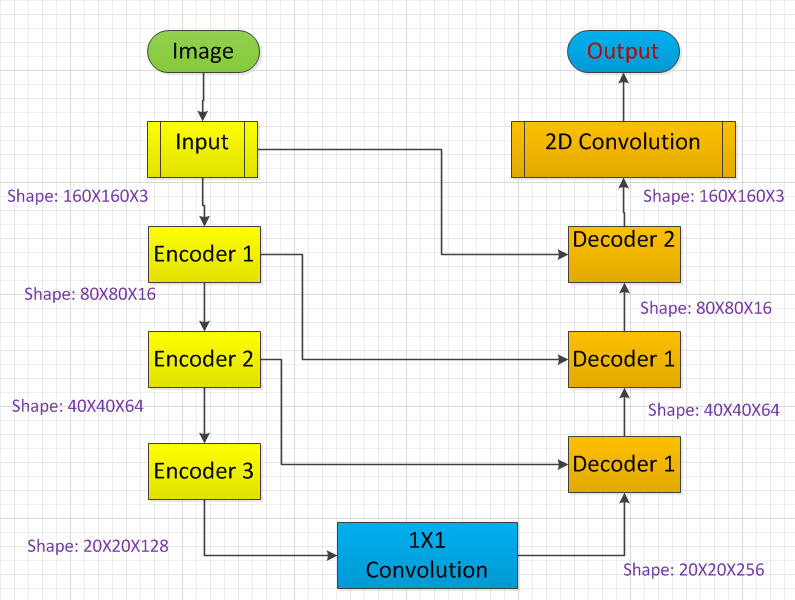 Image
Output
Input
2D Convolution
Shape: 160X160X3
Shape: 160X160X3
Encoder 1
Decoder 2
Shape: 80X80X16
Shape: 80X80X16
Encoder 2
Decoder 1
Shape: 40X40X64
Shape: 40X40X64
Encoder 3
Decoder 1
Shape: 20X20X128
1X1
Convolution
Shape: 20X20X256